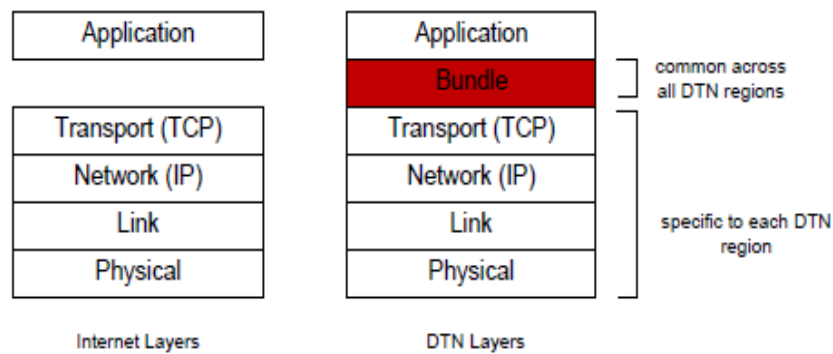 Application
Transport (TCP)
Network (IP)
Link
Physical
Internet Layers
Application
Bundle
Transport (TCP)
Network (IP)
Link
Physical
DTN Layers
common across
all DTN regions
specific to each DTN
region